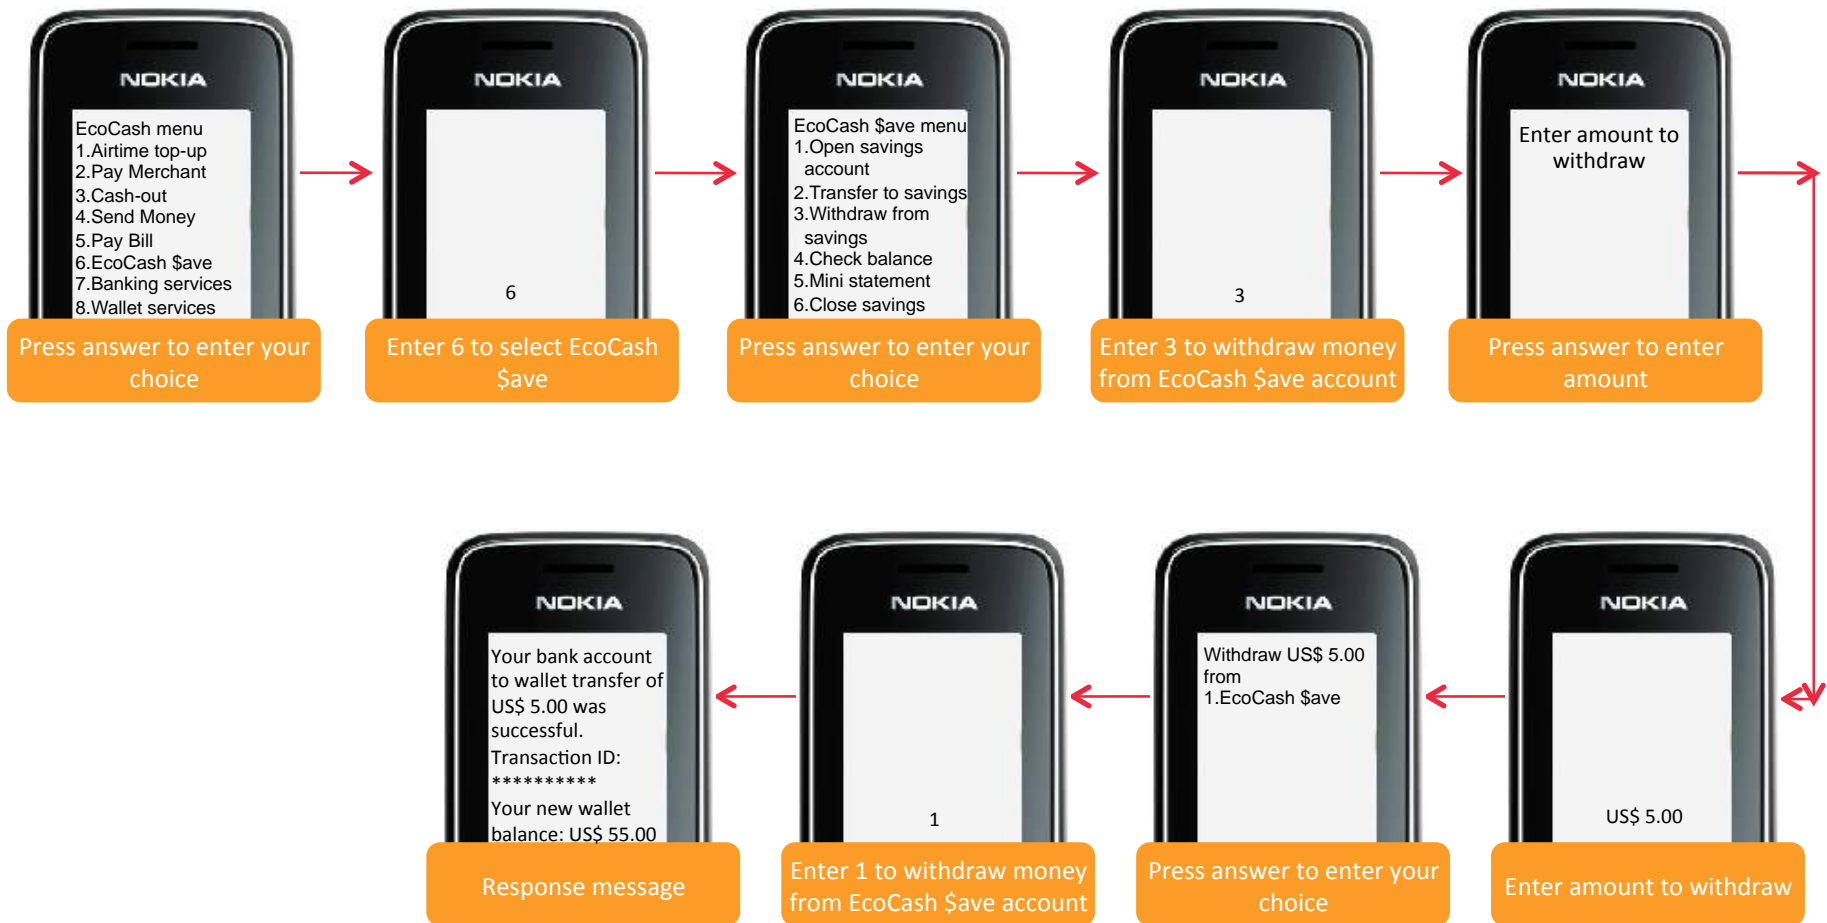 NOKIA
EcoCash menu
1.Airtime top-up
2.Pay Merchant
3.Cash-out
4.Send Money
5.Pay Bill
6.EcoCash $ave
7.Banking services
8.Wallet services
Press answer to enter your
choice
NOKIA
6
Enter 6 to select EcoCash
$ave
NOKIA
EcoCash $ave menu
1.Open savings
account
2.Transfer to savings
3.Withdraw from
savings
4.Check balance
5.Mini statement
6.Close savings
Press answer to enter your
choice
NOKIA
3
Enter 3 to withdraw money
from EcoCash $ave account
NOKIA
Enter amount to
withdraw
Press answer to enter
amount
NOKIA
US$ 5.00
Enter amount to withdraw
NOKIA
Withdraw US$ 5.00
from
1.EcoCash $ave
Press answer to enter your
choice
NOKIA
1
Enter 1 to withdraw money
from EcoCash $ave account
NOKIA
Your bank account
to wallet transfer of
US$ 5.00 was
successful.
Transaction ID:
**********
Your new wallet
balance: US$ 55.00
Response message